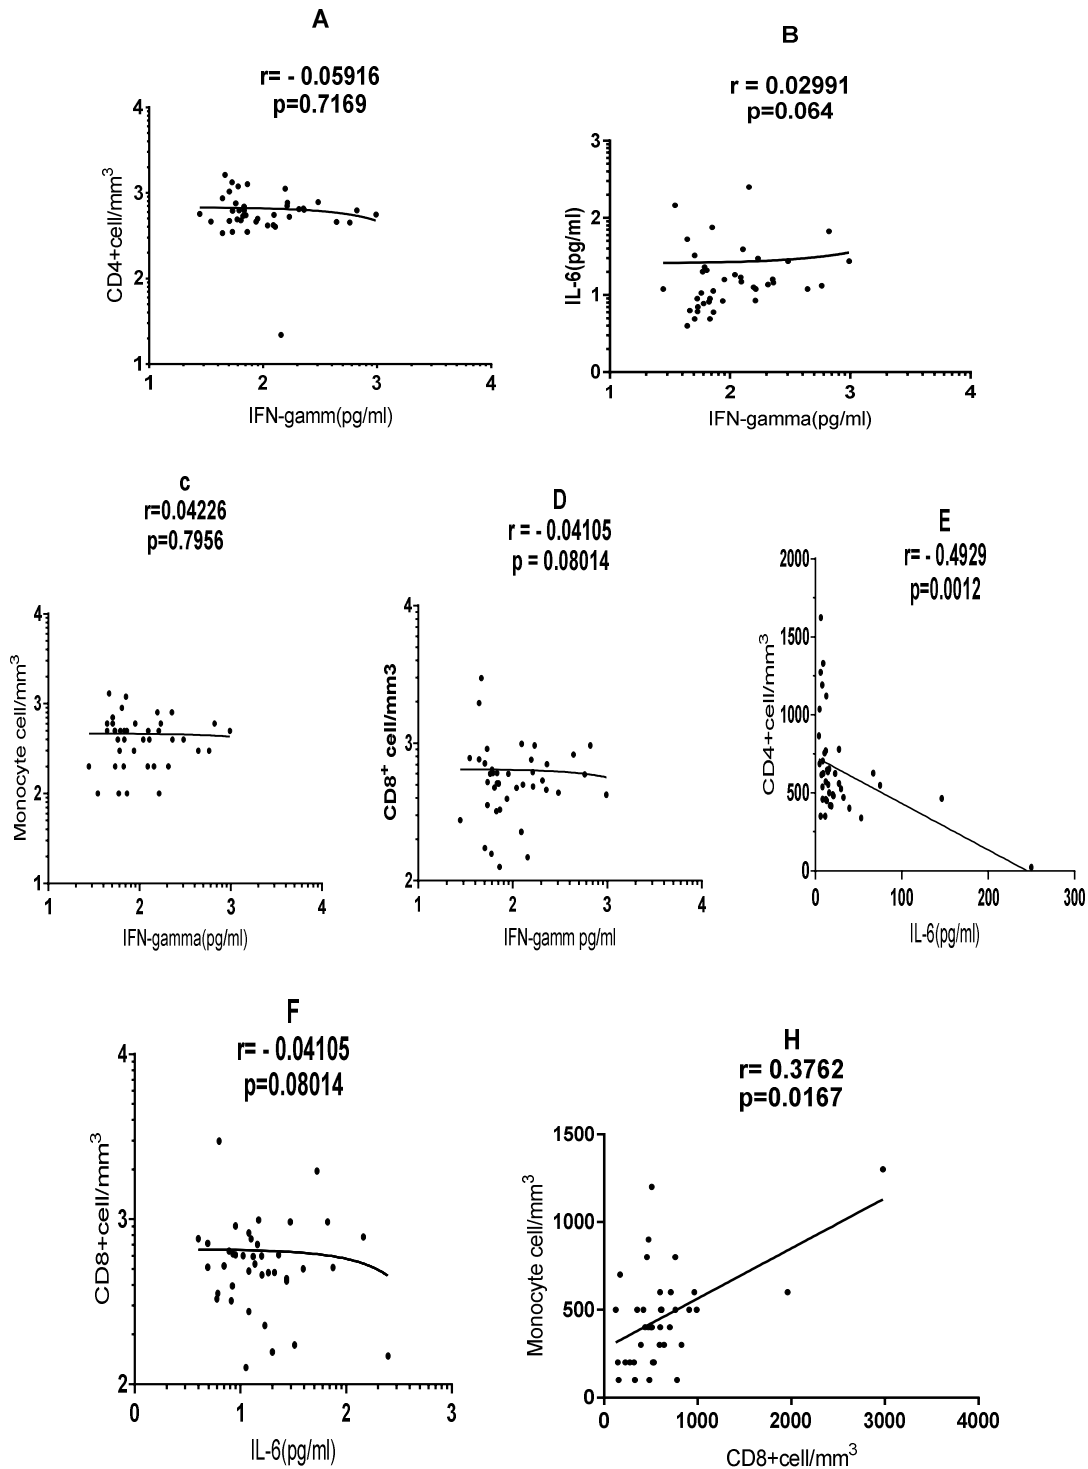 A
r= - 0.05916
p=0.7169
4
3
2
1
CD4+cell/mm³
1 2 3 4
IFN-gamm(pg/ml)
B
r = 0.02991
p=0.064
3
2
1
0
IL-6(pg/ml)
1 2 3 4
IFN-gamma(pg/ml)
c
r=0.04226
p=0.7956
4
3
2
1
Monocyte cell/mm³
1 2 3 4
IFN-gamma(pg/ml)
D
r = - 0.04105
p = 0.08014
4
3
2
CD8⁺ cell/mm3
1 2 3 4
IFN-gamm pg/ml
E
r= - 0.4929
p=0.0012
2000
1500
1000
500
0
CD4+cell/mm³
0 100 200 300
IL-6(pg/ml)
F
r= - 0.04105
p=0.08014
4
3
2
CD8+cell/mm³
0 1 2 3
IL-6(pg/ml)
H
r= 0.3762
p=0.0167
1500
1000
500
0
Monocyte cell/mm³
0 1000 2000 3000 4000
CD8+cell/mm³